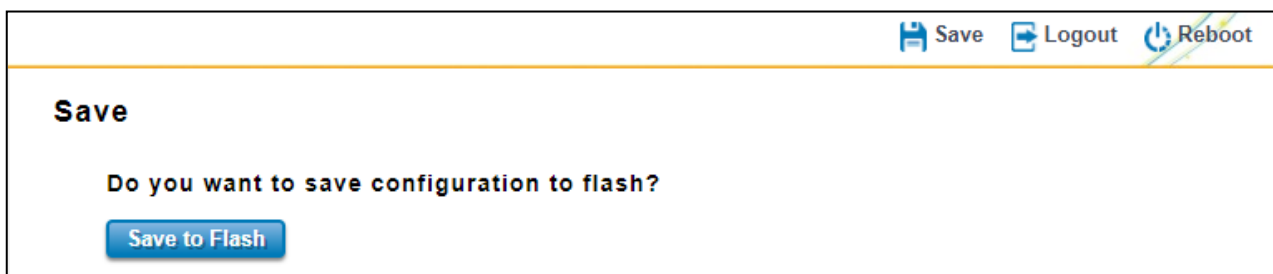 Save Logout Reboot
Save
Do you want to save configuration to flash?
Save to Flash